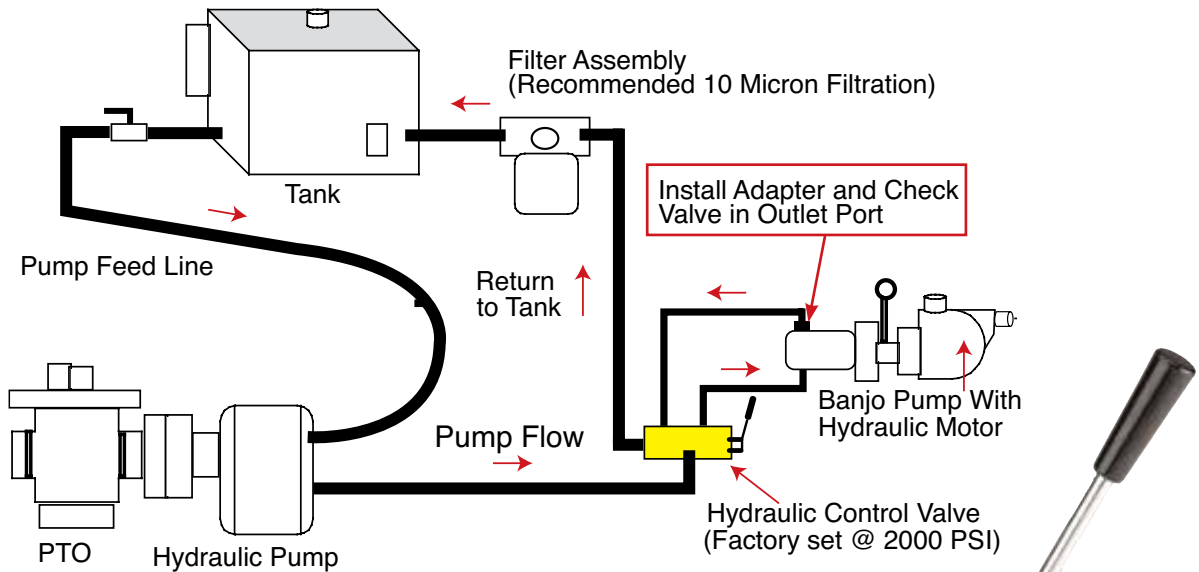 Filter Assembly
(Recommended 10 Micron Filtration)
Tank
Install Adapter and Check
Valve in Outlet Port
Pump Feed Line
Return
to Tank
Banjo Pump With
Hydraulic Motor
Pump Flow
Hydraulic Control Valve
(Factory set @ 2000 PSI)
PTO
Hydraulic Pump